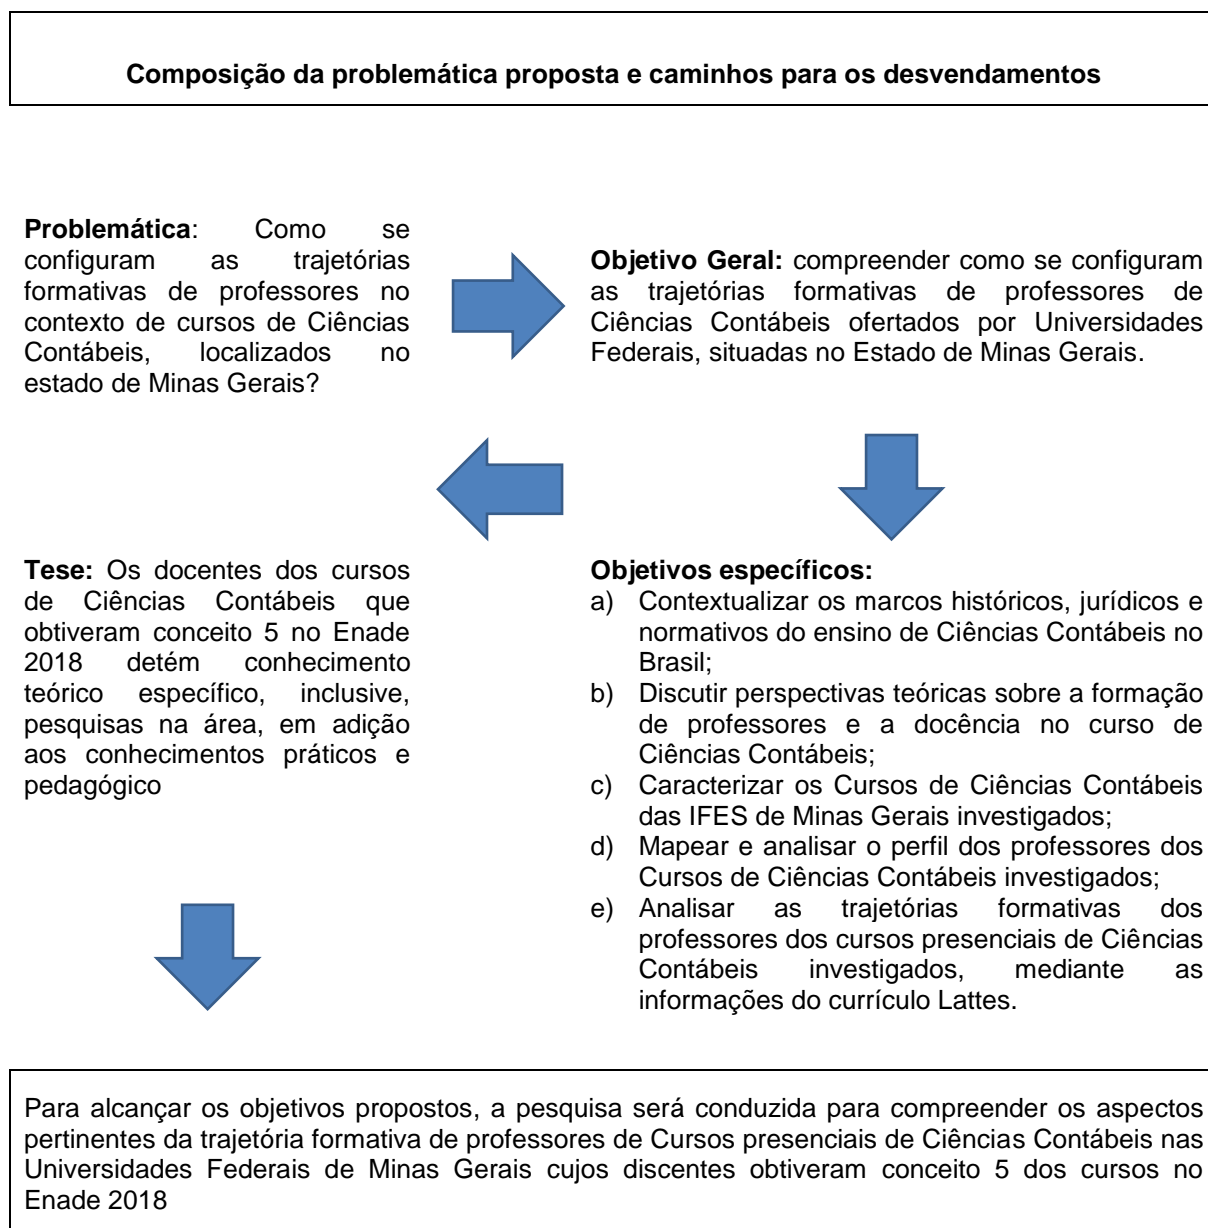 Composição da problemática proposta e caminhos para os desvendamentos
Problemática: Como se
configuram as trajetórias
formativas de professores no
contexto de cursos de Ciências
Contábeis, localizados no
estado de Minas Gerais?
Objetivo Geral: compreender como se configuram
as trajetórias formativas de professores de
Ciências Contábeis ofertados por Universidades
Federais, situadas no Estado de Minas Gerais.
Tese: Os docentes dos cursos
de Ciências Contábeis que
obtiveram conceito 5 no Enade
2018 detém conhecimento
teórico específico, inclusive,
pesquisas na área, em adição
aos conhecimentos práticos e
pedagógico
Objetivos específicos:
a) Contextualizar os marcos históricos, jurídicos e
normativos do ensino de Ciências Contábeis no
Brasil;
b) Discutir perspectivas teóricas sobre a formação
de professores e a docência no curso de
Ciências Contábeis;
c) Caracterizar os Cursos de Ciências Contábeis
das IFES de Minas Gerais investigados;
d) Mapear e analisar o perfil dos professores dos
Cursos de Ciências Contábeis investigados;
e) Analisar as trajetórias formativas dos
professores dos cursos presenciais de Ciências
Contábeis investigados, mediante as
informações do currículo Lattes.
Para alcançar os objetivos propostos, a pesquisa será conduzida para compreender os aspectos
pertinentes da trajetória formativa de professores de Cursos presenciais de Ciências Contábeis nas
Universidades Federais de Minas Gerais cujos discentes obtiveram conceito 5 dos cursos no
Enade 2018